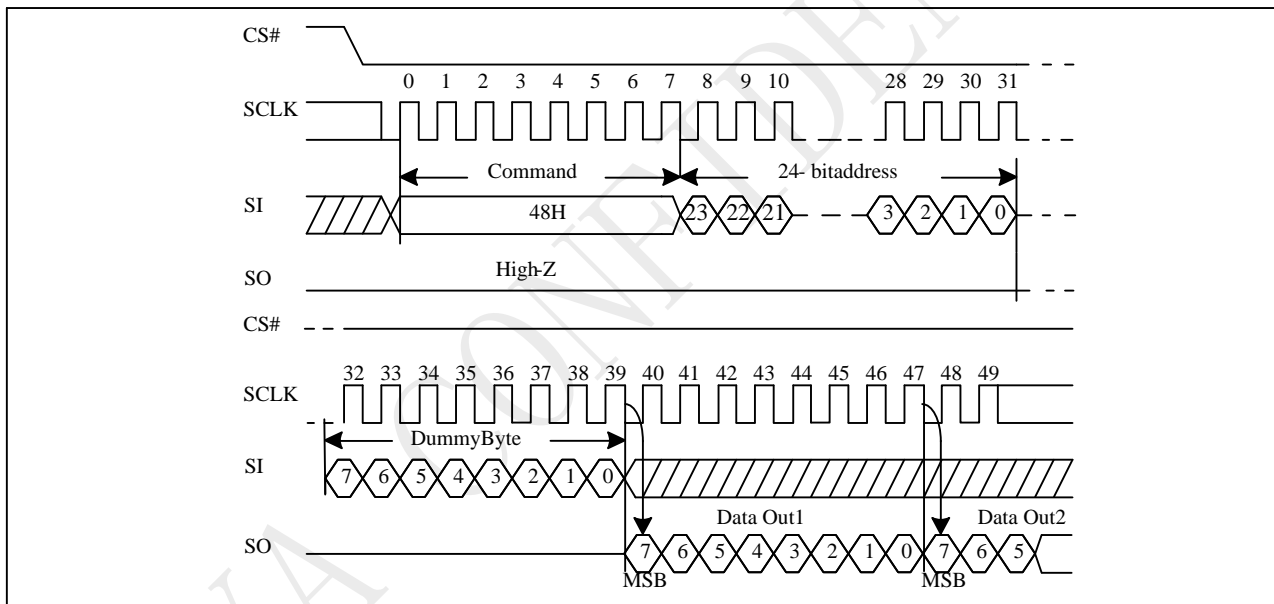 CS#
0 1 2 3 4 5 6 7 8 9 10 28 29 30 31
SCLK
Command 24- bitaddress
SI 48H 23 22 21 3 2 1 0
High-Z
SO
CS#
32 33 34 35 36 37 38 39 40 41 42 43 44 45 46 47 48 49
SCLK
DummyByte
SI 7 6 5 4 3 2 1 0
Data Out1 Data Out2
SO 7 6 5 4 3 2 1 0 7 6 5
MSB MSB